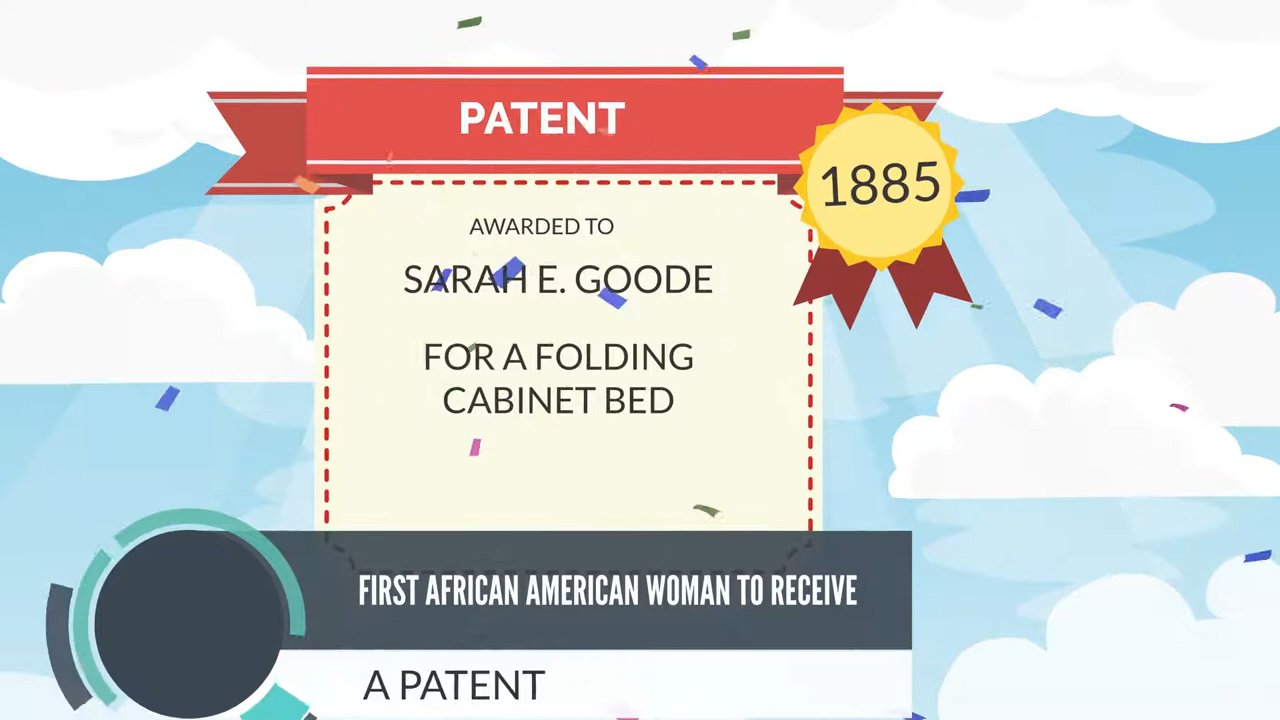 PATENT
1885
AWARDED TO
SARAH E. GOODE
FOR A FOLDING
CABINET BED
FIRST AFRICAN AMERICAN WOMAN TO RECEIVE
A PATENT